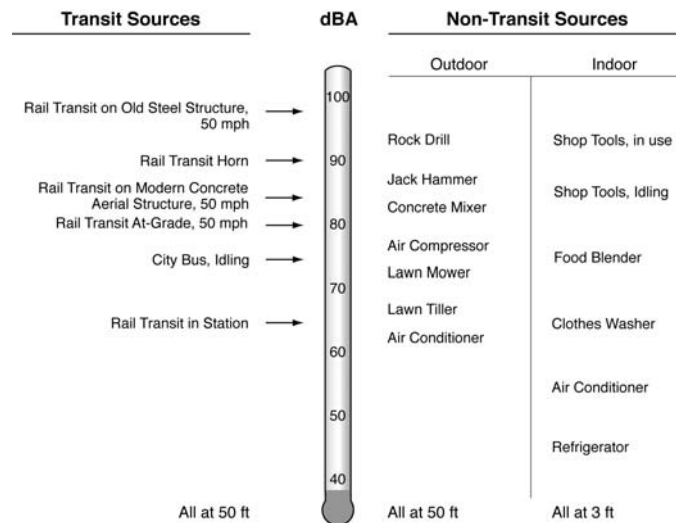 Transit Sources
dBA
Non-Transit Sources
Outdoor
Indoor
100
Rail Transit on Old Steel Structure,
50 mph
Rock Drill
Shop Tools, in use
Rail Transit Horn
90
Jack Hammer
Rail Transit on Modern Concrete
Aerial Structure, 50 mph
Shop Tools, Idling
Concrete Mixer
Rail Transit At-Grade, 50 mph
80
Air Compressor
City Bus, Idling
Food Blender
Lawn Mower
70
Lawn Tiller
Rail Transit in Station
Clothes Washer
Air Conditioner
60
Air Conditioner
50
Refrigerator
40
All at 50 ft
All at 50 ft
All at 3 ft